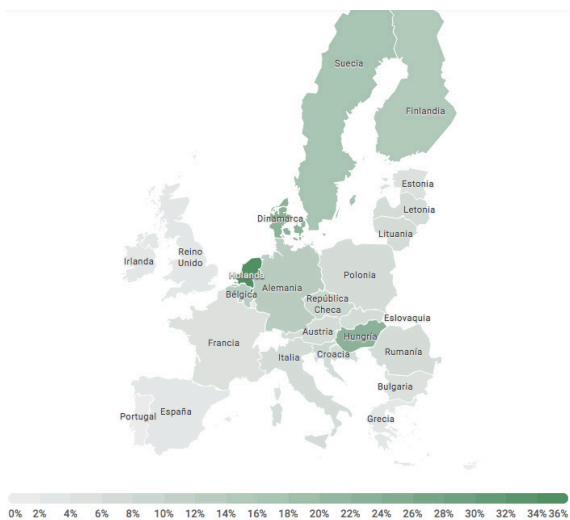 Suecia
Finlandia
Estonia
Dinamarca
Letonia
Lituania
Irlanda
Reino
Unido
Holanda
Polonia
Bélgica
Alemania
República
Checa
Eslovaquia
Austria
Hungría
Francia
Italia
Croacia
Rumanía
Bulgaria
Portugal
España
Grecia
0% 2% 4% 6% 8% 10% 12% 14% 16% 18% 20% 22% 24% 26% 28% 30% 32% 34% 36%